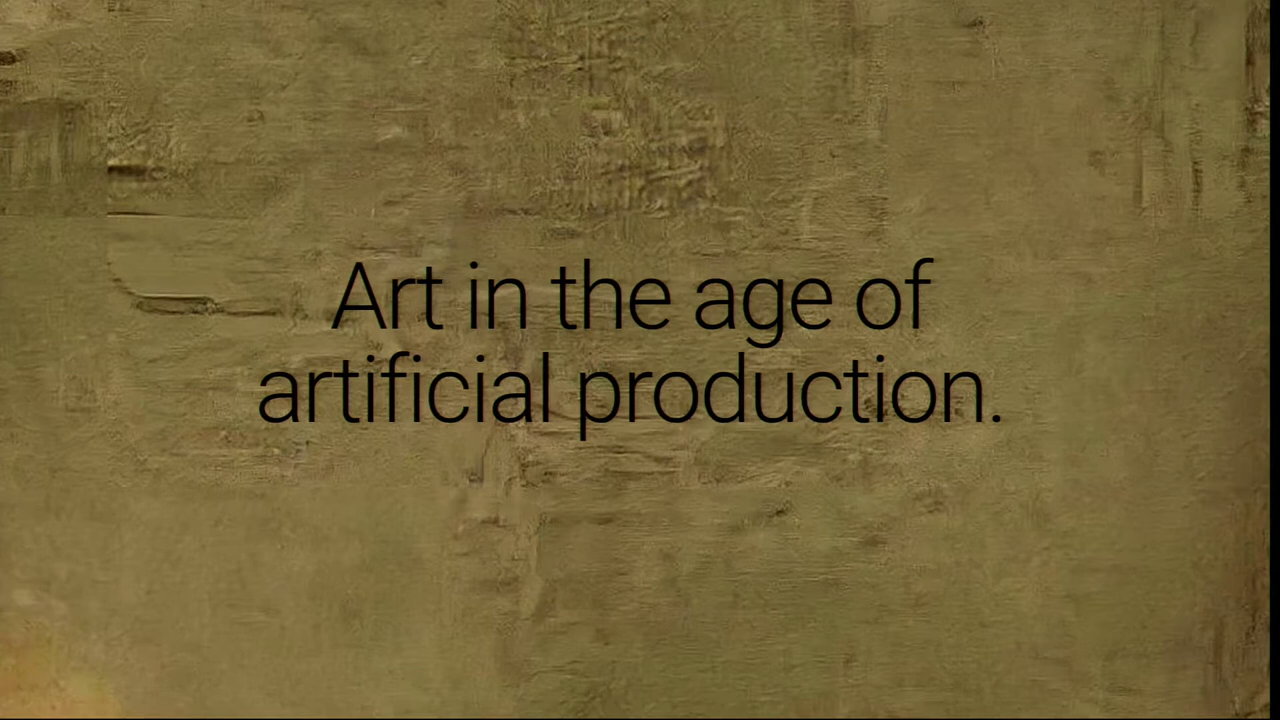 Art in the age of
artificial production.